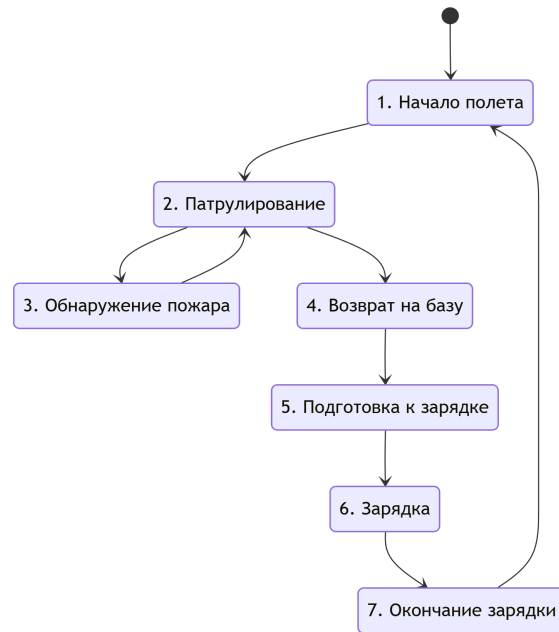 1. Начало полета
2. Патрулирование
3. Обнаружение пожара
4. Возврат на базу
5. Подготовка к зарядке
6. Зарядка
7. Окончание зарядки